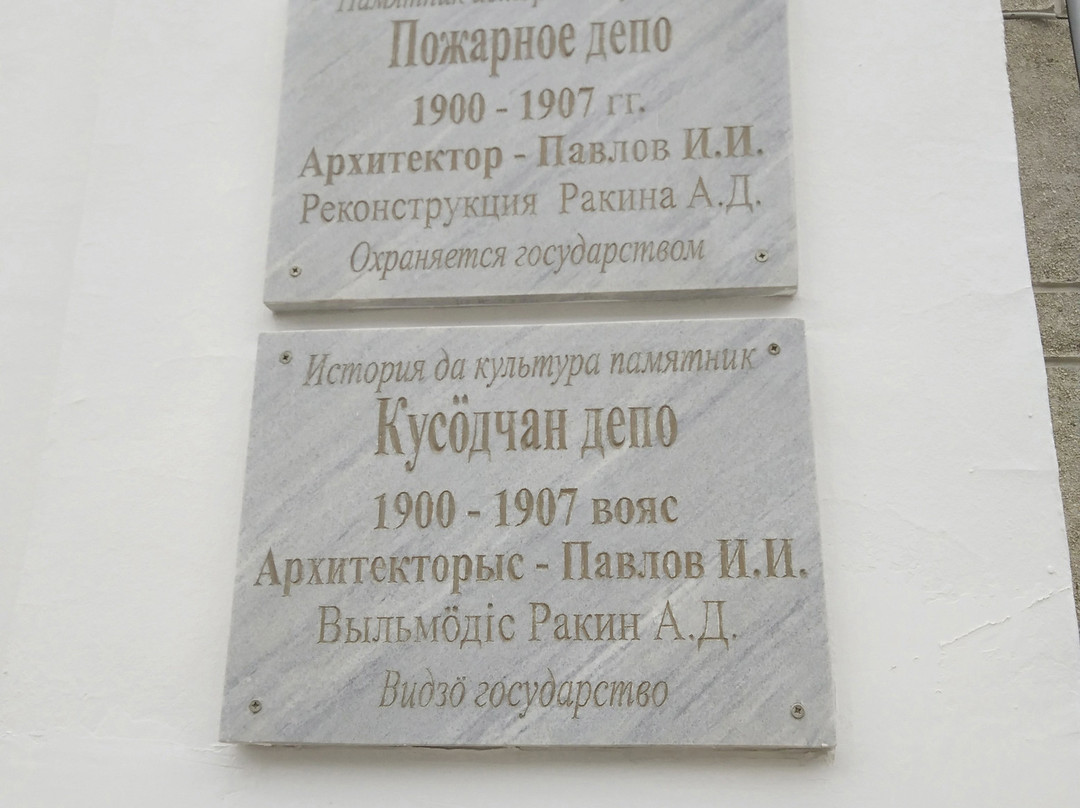 Памятник
Пожарное депо
1900 - 1907 гг.
Архитектор - Павлов И.И.
Реконструкция Ракина А.Д.
Охраняется государством
История да культура памятник
Кусӧдчан депо
1900 - 1907 вояс
Архитекторыс - Павлов И.И.
Выльмӧдіс Ракин А.Д.
Видзӧ государство